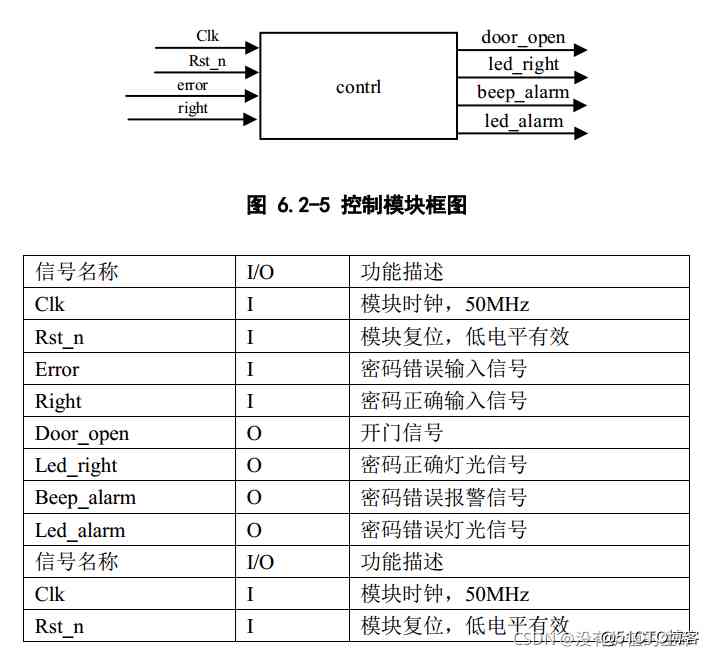 Clk
door_open
Rst_n
led_right
error
contrl
beep_alarm
right
led_alarm
图 6.2-5 控制模块框图
信号名称 I/O 功能描述
Clk I 模块时钟，50MHz
Rst_n I 模块复位，低电平有效
Error I 密码错误输入信号
Right I 密码正确输入信号
Door_open O 开门信号
Led_right O 密码正确灯光信号
Beep_alarm O 密码错误报警信号
Led_alarm O 密码错误灯光信号
信号名称 I/O 功能描述
Clk I 模块时钟，50MHz
Rst_n I 模块复位，低电平有效
CSDN @没有
@51CTO博客